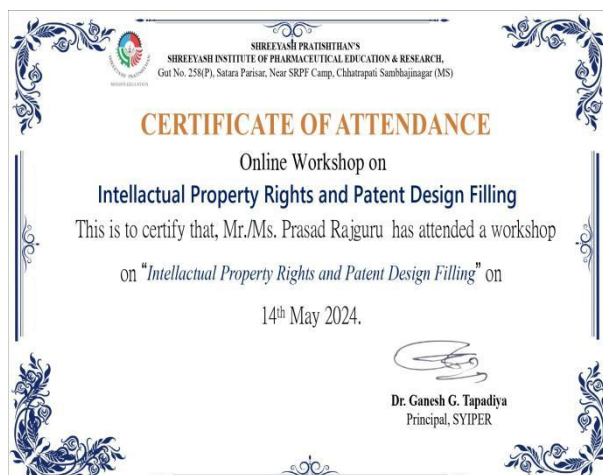 SHREEYASH PRATISHTHAN'S
SHREEYASH INSTITUTE OF PHARMACEUTICAL EDUCATION & RESEARCH,
Gut No. 258(P), Satara Parisar, Near SRPF Camp, Chhatrapati Sambhajinagar (MS)
CERTIFICATE OF ATTENDANCE
Online Workshop on
Intellactual Property Rights and Patent Design Filling
This is to certify that, Mr./Ms. Prasad Rajguru has attended a workshop
on “Intellectual Property Rights and Patent Design Filling” on
14th May 2024.
Dr. Ganesh G. Tapadiya
Principal, SYIPER